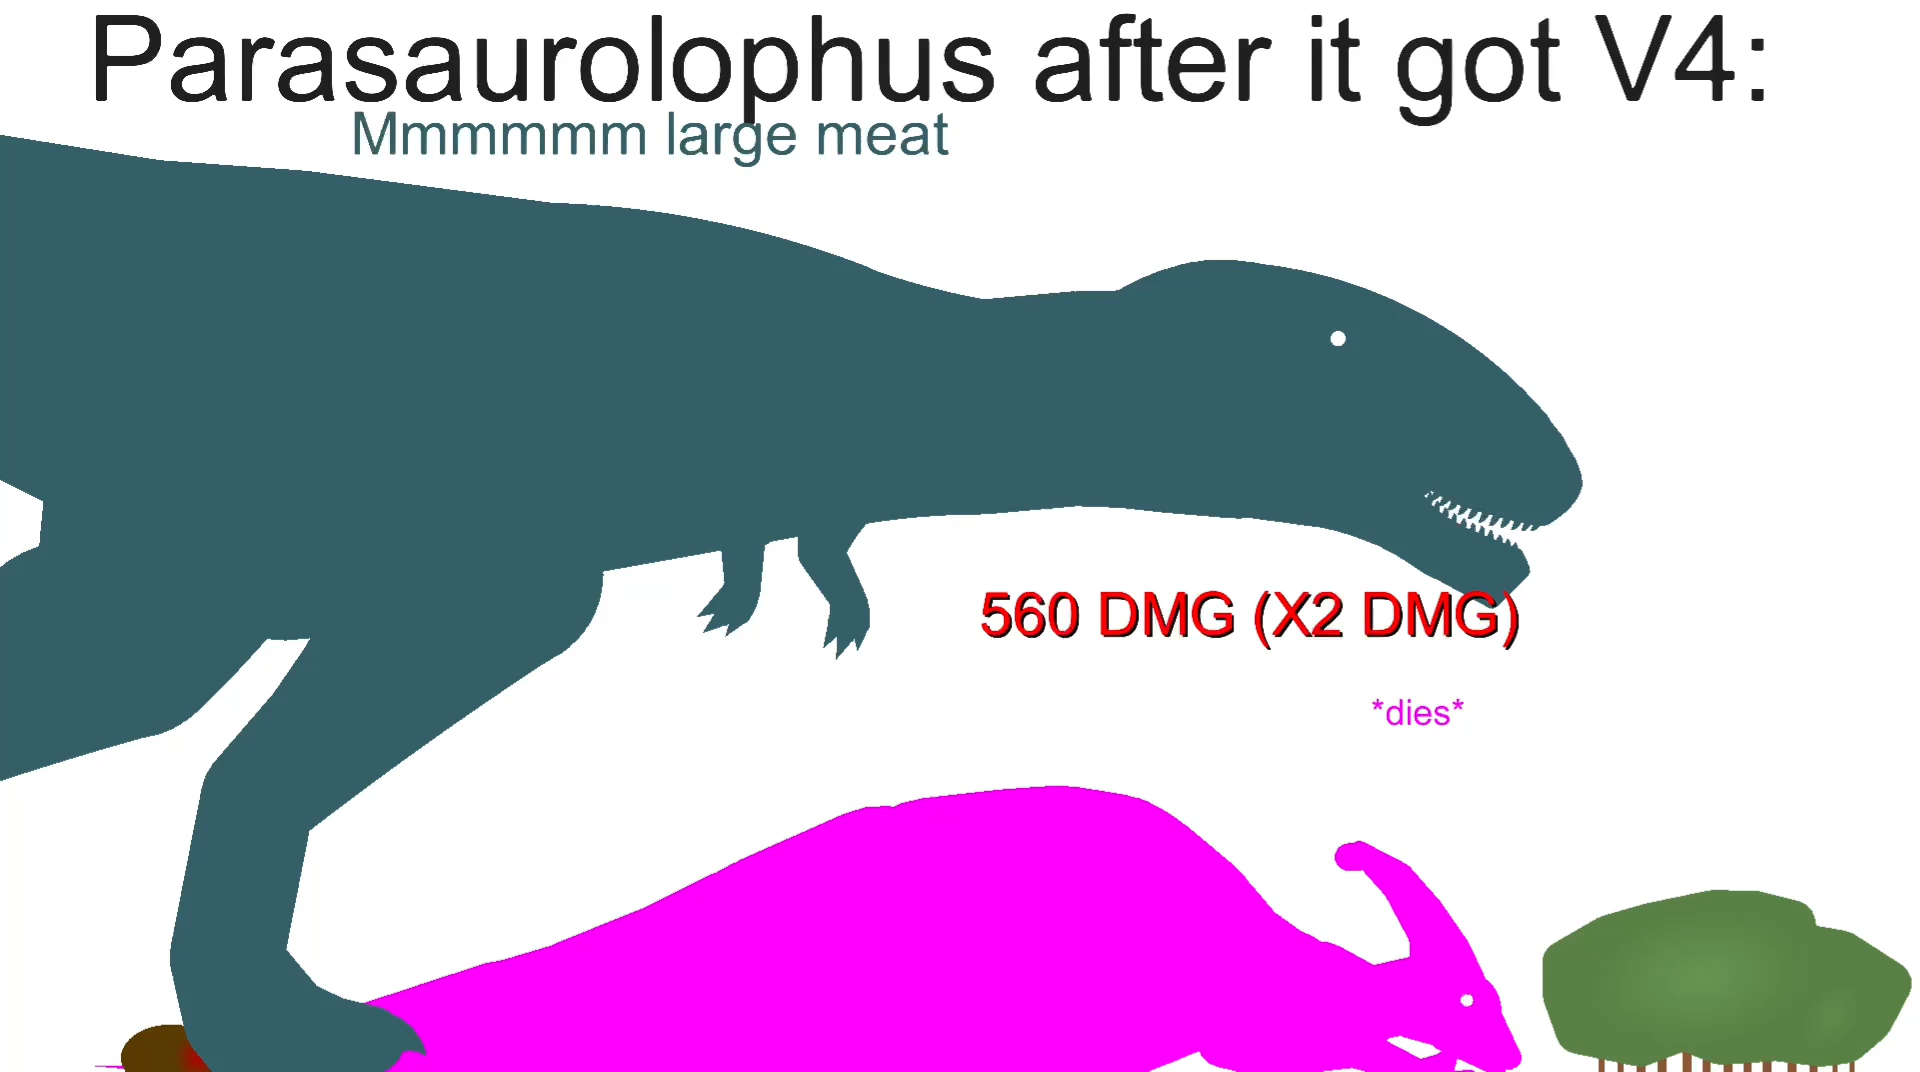 Parasaurolophus after it got V4:
Mmmmmm large meat
560 DMG (X2 DMG)
*dies*